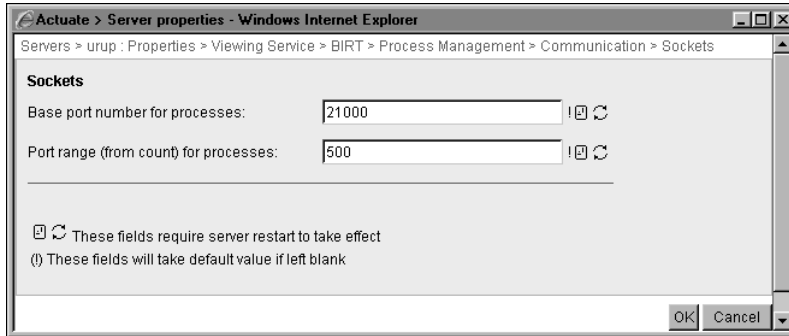 Actuate > Server properties - Windows Internet Explorer
Servers > urup : Properties > Viewing Service > BIRT > Process Management > Communication > Sockets
Sockets
Base port number for processes: 21000 !
Port range (from count) for processes: 500 !
These fields require server restart to take effect
(!) These fields will take default value if left blank
OK Cancel